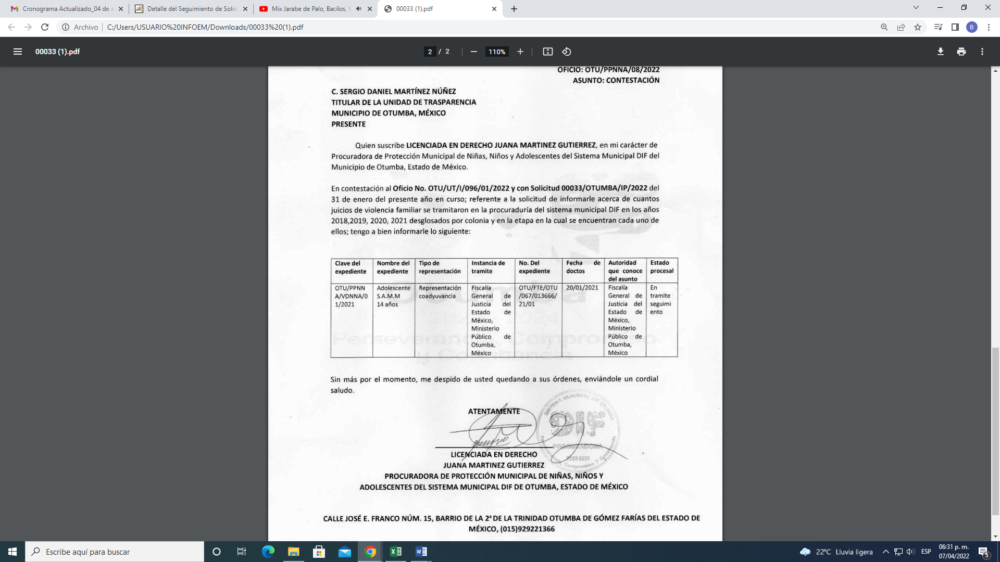 Cronograma Actualizado_04 de a
Detalle del Seguimiento de Solici
Mix Jarabe de Palo, Bacilos, M
00033 (1).pdf
Archivo
C:/Users/USUARIO%20INFOEM/Downloads/00033%20(1).pdf
B
00033 (1).pdf
2 / 2
110%
OFICIO: OTU/PPNNA/08/2022
ASUNTO: CONTESTACIÓN
C. SERGIO DANIEL MARTÍNEZ NÚÑEZ
TITULAR DE LA UNIDAD DE TRASPARENCIA
MUNICIPIO DE OTUMBA, MÉXICO
PRESENTE
Quien suscribe LICENCIADA EN DERECHO JUANA MARTINEZ GUTIERREZ, en mi carácter de
Procuradora de Protección Municipal de Niñas, Niños y Adolescentes del Sistema Municipal DIF del
Municipio de Otumba, Estado de México.
En contestación al Oficio No. OTU/UT/I/096/01/2022 y con Solicitud 00033/OTUMBA/IP/2022 del
31 de enero del presente año en curso; referente a la solicitud de informarle acerca de cuantos
juicios de violencia familiar se tramitaron en la procuraduría del sistema municipal DIF en los años
2018,2019, 2020, 2021 desglosados por colonia y en la etapa en la cual se encuentran cada uno de
ellos; tengo a bien informarle lo siguiente:
Clave del
expediente
Nombre del
expediente
Tipo de
representación
Instancia de
tramite
No. Del
expediente
Fecha de
doctos
Autoridad
que conoce
del asunto
Estado
procesal
OTU/PPNN
A/VDNNA/0
1/2021
Adolescente
S.A.M.M
14 años
Representación
coadyuvancia
Fiscalía
General de
Justicia del
Estado de
México,
Ministerio
Público de
Otumba,
México
OTU/FTE/OTU
/067/013666/
21/01
20/01/2021
Fiscalía
General de
Justicia del
Estado de
México,
Ministerio
Público de
Otumba,
México
En
tramite
seguimi
ento
Otumba
Perseverancia, Compromiso
y Constancia
Sin más por el momento, me despido de usted quedando a sus órdenes, enviándole un cordial
saludo.
ATENTAMENTE
SISTEMA MUNICIPAL DIF OTUMBA
DIF
PROCURADORA
2022-2024
Perseverancia, Compromiso Y Constancia
LICENCIADA EN DERECHO
JUANA MARTINEZ GUTIERREZ
PROCURADORA DE PROTECCIÓN MUNICIPAL DE NIÑAS, NIÑOS Y
ADOLESCENTES DEL SISTEMA MUNICIPAL DIF DE OTUMBA, ESTADO DE MÉXICO
CALLE JOSÉ E. FRANCO NÚM. 15, BARRIO DE LA 2ª DE LA TRINIDAD OTUMBA DE GÓMEZ FARÍAS DEL ESTADO DE
MÉXICO, (015)929221366
Escribe aquí para buscar
22°C Lluvia ligera
ESP
06:31 p. m.
07/04/2022
5